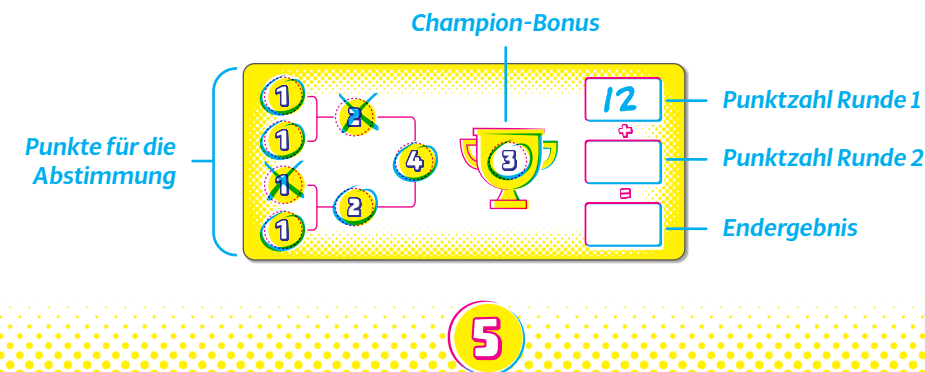 Champion-Bonus
1
1
1
1
2
2
4
3
12
+
=
Punktzahl Runde 1
Punktzahl Runde 2
Endergebnis
Punkte für die
Abstimmung
5